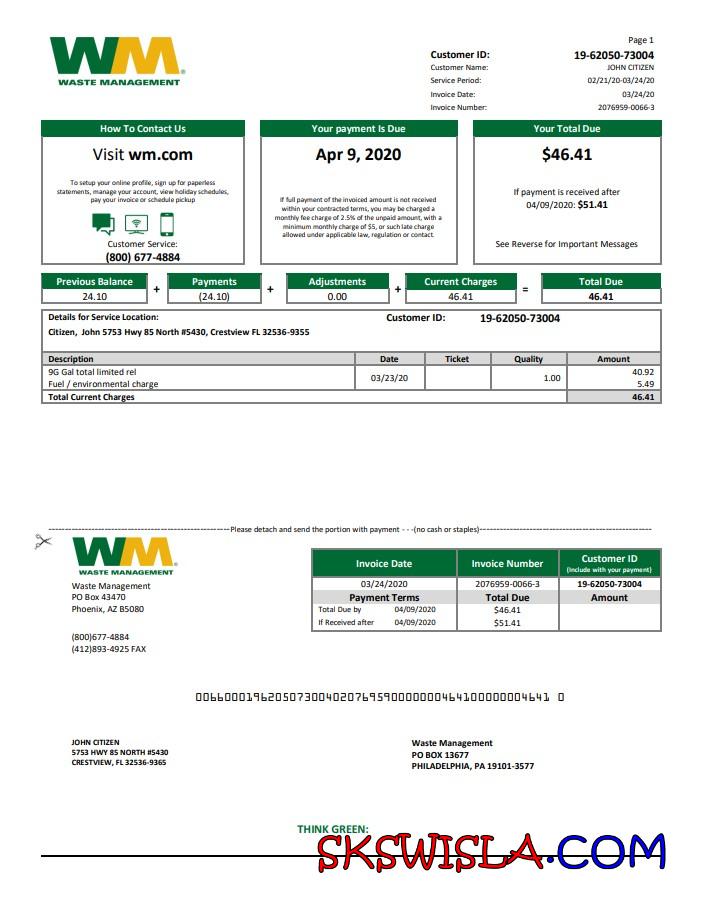 WM
WASTE MANAGEMENT
Page 1
Customer ID: 19-62050-73004
Customer Name: JOHN CITIZEN
Service Period: 02/21/20-03/24/20
Invoice Date: 03/24/20
Invoice Number: 2076959-0066-3
How To Contact Us
Visit wm.com
To setup your online profile, sign up for paperless
statements, manage your account, view holiday schedules,
pay your invoice or schedule pickup
Customer Service:
(800) 677-4884
Your payment Is Due
Apr 9, 2020
If full payment of the invoiced amount is not received
within your contracted terms, you may be charged a
monthly fee charge of 2.5% of the unpaid amount, with a
minimum monthly charge of $5, or such late charge
allowed under applicable law, regulation or contact.
Your Total Due
$46.41
If payment is received after
04/09/2020: $51.41
See Reverse for Important Messages
Previous Balance + Payments + Adjustments + Current Charges = Total Due
24.10 (24.10) 0.00 46.41 46.41
Details for Service Location: Customer ID: 19-62050-73004
Citizen, John 5753 Hwy 85 North #5430, Crestview FL 32536-9355
Description Date Ticket Quality Amount
9G Gal total limited rel 03/23/20 1.00 40.92
Fuel / environmental charge 5.49
Total Current Charges 46.41
Please detach and send the portion with payment - - -(no cash or staples)
WM
WASTE MANAGEMENT
Waste Management
PO Box 43470
Phoenix, AZ B5080
(800)677-4884
(412)893-4925 FAX
Invoice Date Invoice Number Customer ID
(Include with your payment)
03/24/2020 2076959-0066-3 19-62050-73004
Payment Terms Total Due Amount
Total Due by 04/09/2020 $46.41
If Received after 04/09/2020 $51.41
JOHN CITIZEN
5753 HWY 85 NORTH #5430
CRESTVIEW, FL 32536-9365
Waste Management
PO BOX 13677
PHILADELPHIA, PA 19101-3577
THINK GREEN:
SKSWISLA.COM